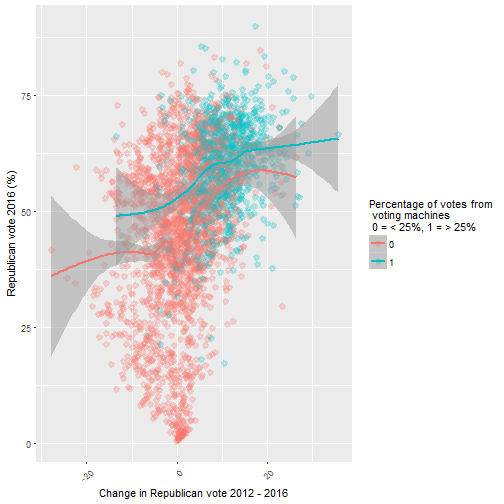 75
50
25
0
-20
0
20
Republican vote 2016 (%)
Change in Republican vote 2012 - 2016
Percentage of votes from
voting machines
0 = < 25%, 1 = > 25%
0
1